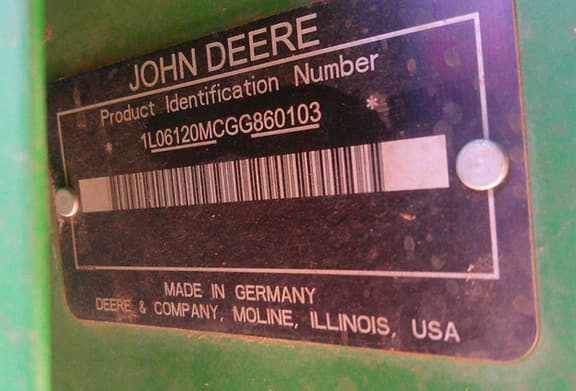 JOHN DEERE
Product Identification Number
* 1L06120MCGG860103 *
MADE IN GERMANY
DEERE & COMPANY, MOLINE, ILLINOIS, USA